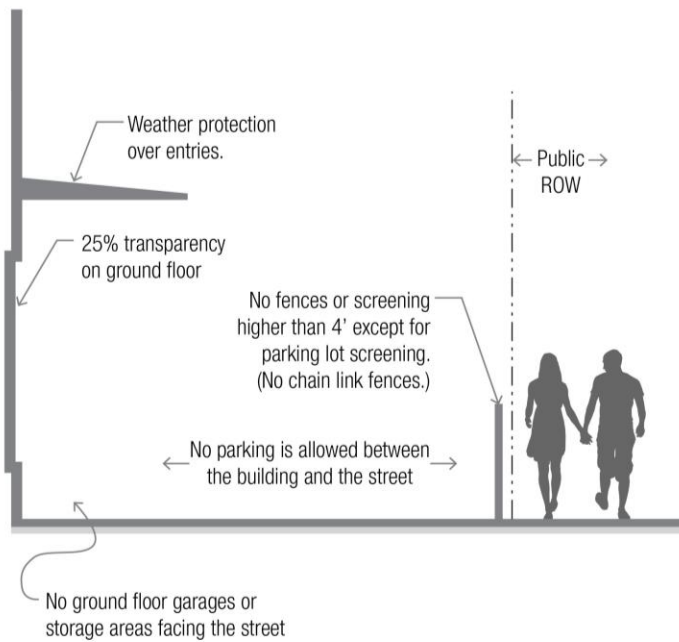 Weather protection
over entries.
Public
ROW
25% transparency
on ground floor
No fences or screening
higher than 4’ except for
parking lot screening.
(No chain link fences.)
No parking is allowed between
the building and the street
No ground floor garages or
storage areas facing the street